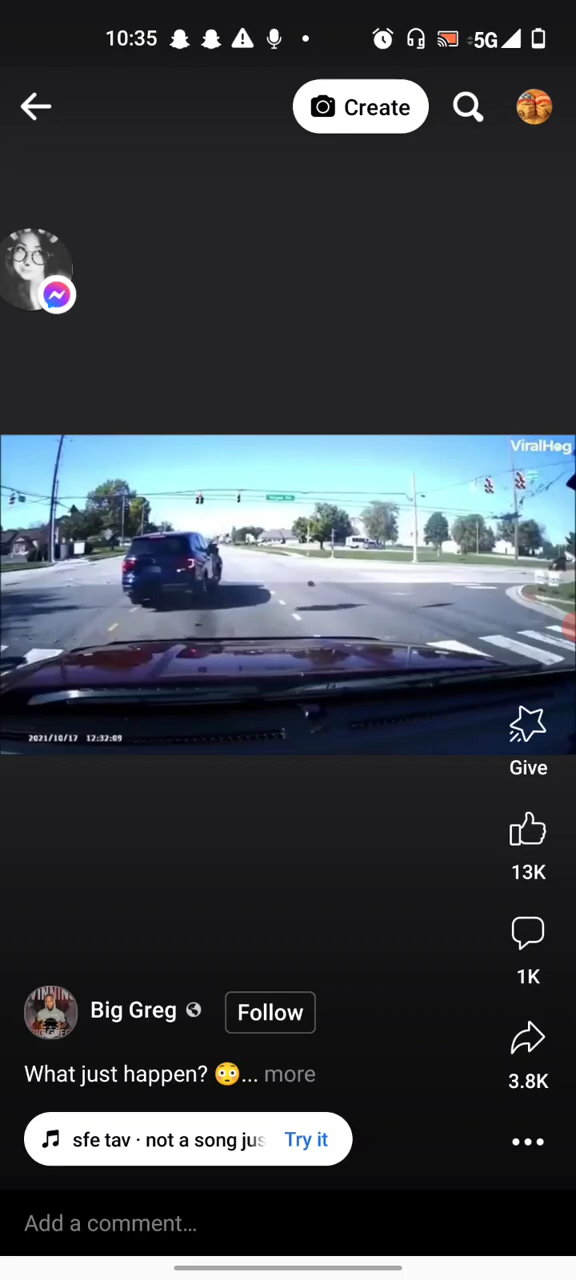 10:35
5G
Create
ViralHog
2021/10/17 12:32:09
Give
13K
1K
WINNING
Big Greg
Follow
What just happen? 😳... more
3.8K
sfe tav · not a song jus
Try it
Add a comment...